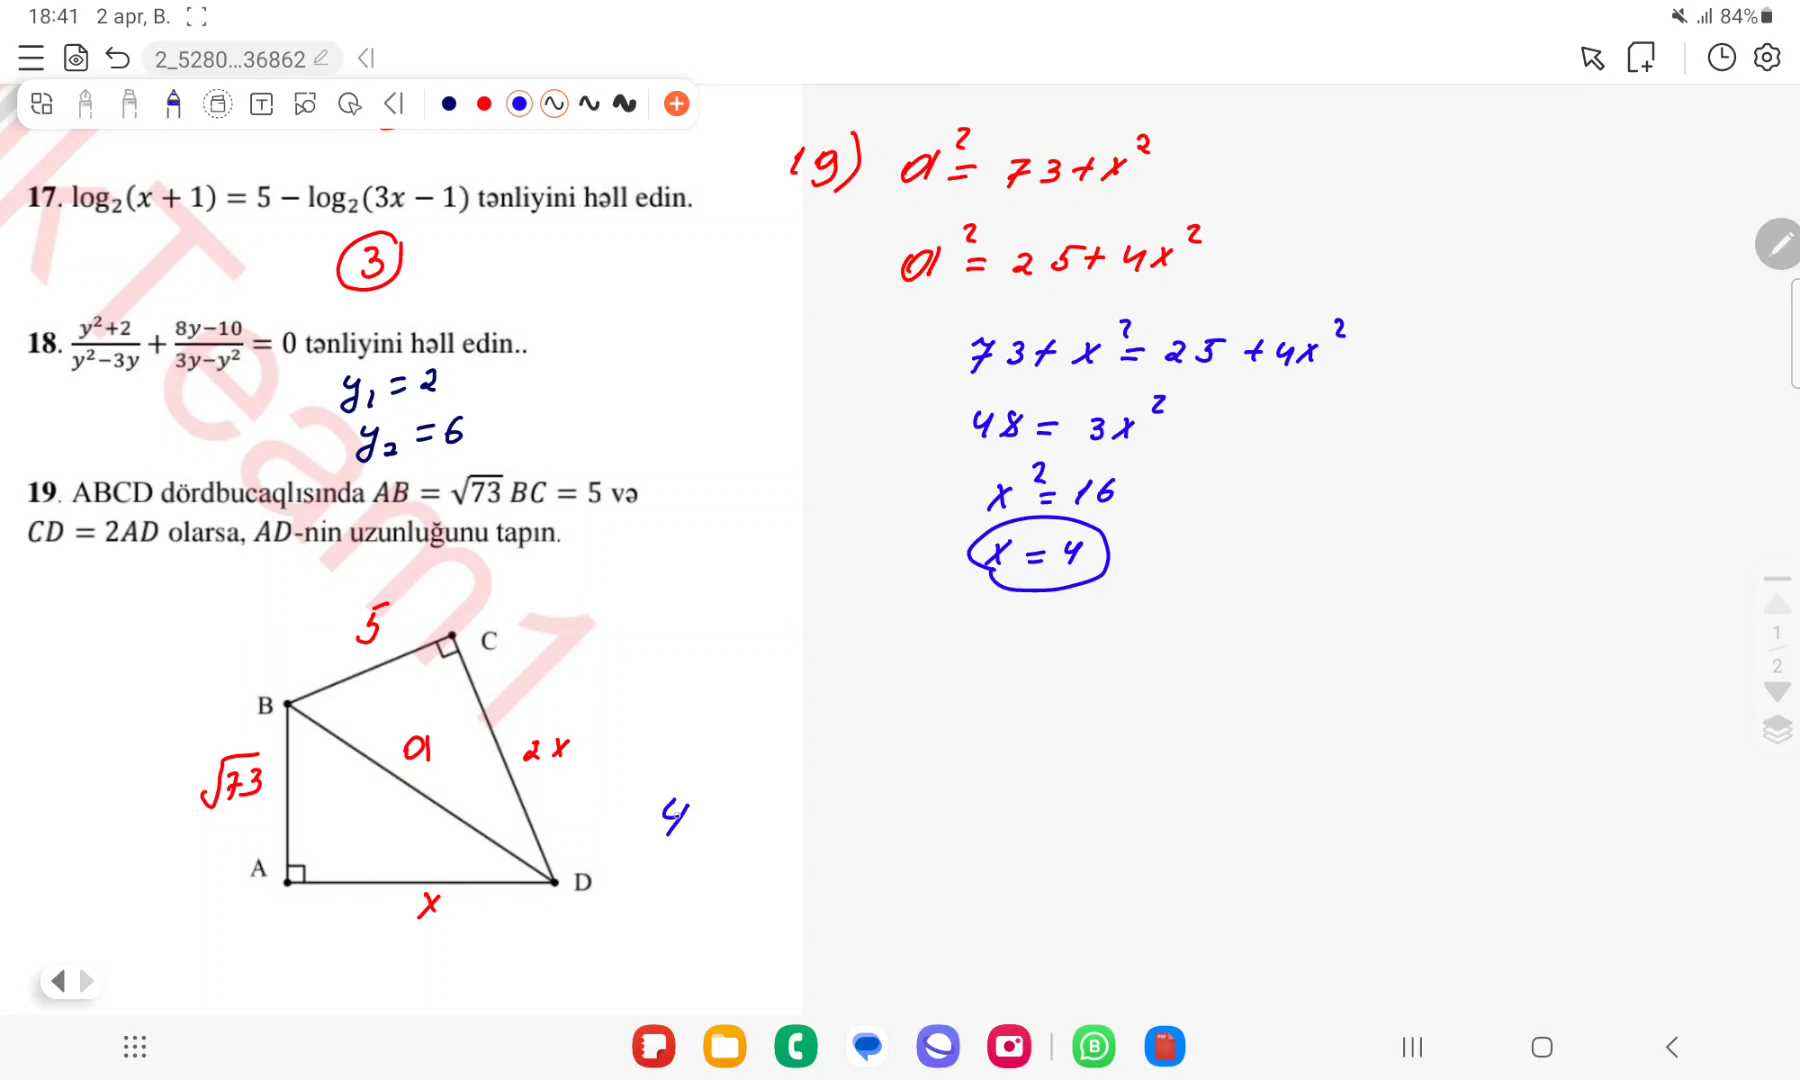 18:41 2 apr, B. 84%
2_5280...36862
17. log₂(x + 1) = 5 − log₂(3x − 1) tənliyini həll edin.
3
18. (y²+2)/(y²−3y) + (8y−10)/(3y−y²) = 0 tənliyini həll edin..
y₁ = 2
y₂ = 6
19. ABCD dördbucaqlısında AB = √73 BC = 5 və
CD = 2AD olarsa, AD-nin uzunluğunu tapın.
5
C
B
a
2x
√73
4
A
D
x
19) a² = 73+x²
a² = 25+4x²
73+x² = 25+4x²
48 = 3x²
x² = 16
x = 4
1
2
kTeam1